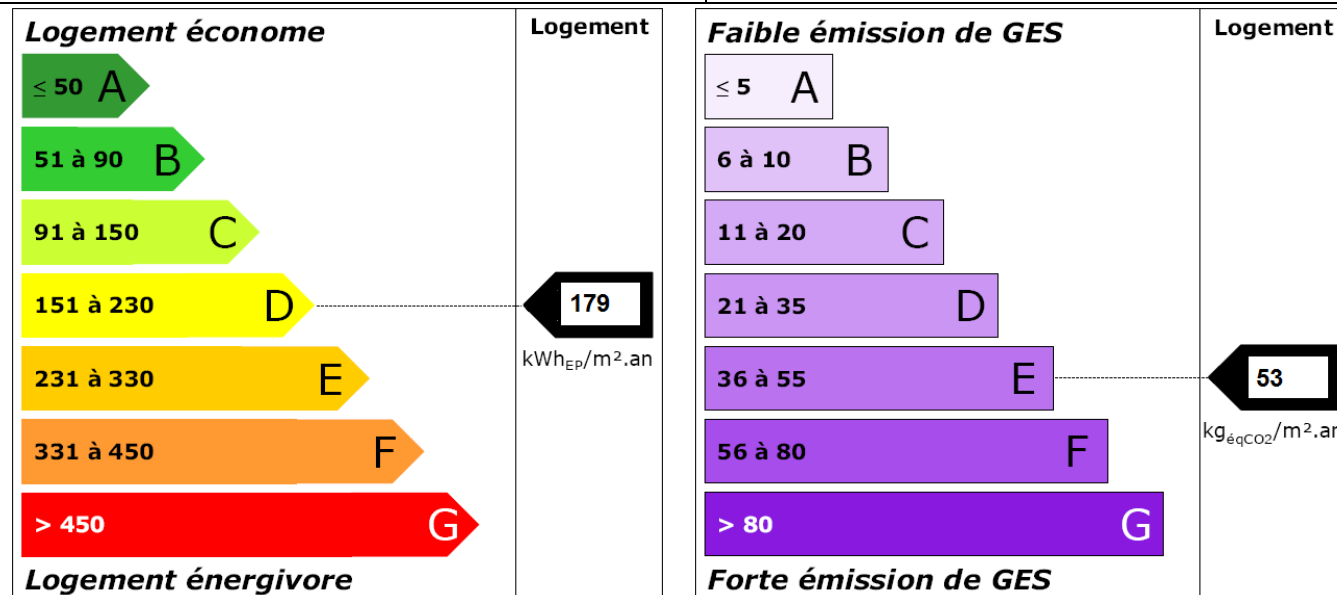 Logement économe
Logement
≤ 50 A
51 à 90 B
91 à 150 C
151 à 230 D
179
kWhEP/m².an
231 à 330 E
331 à 450 F
> 450 G
Logement énergivore
Faible émission de GES
Logement
≤ 5 A
6 à 10 B
11 à 20 C
21 à 35 D
36 à 55 E
53
kgéqCO2/m².an
56 à 80 F
> 80 G
Forte émission de GES